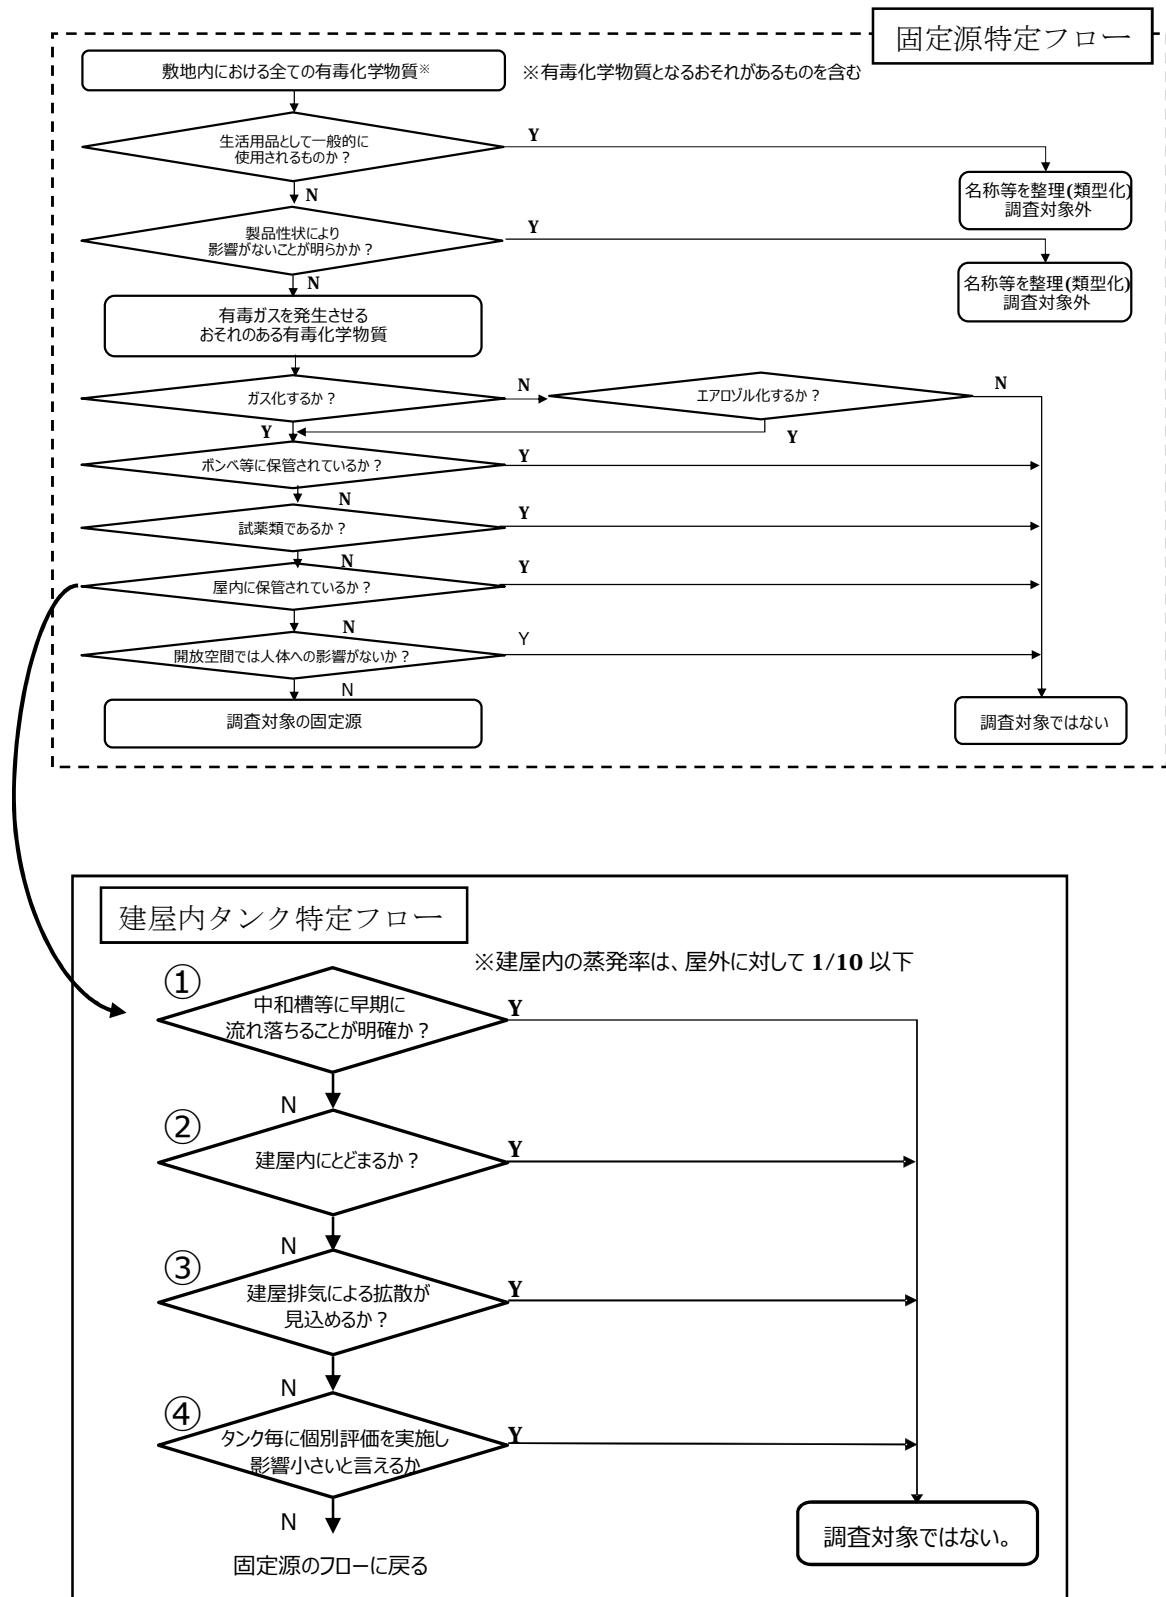 固定源特定フロー
敷地内における全ての有毒化学物質※
※有毒化学物質となるおそれがあるものを含む
生活用品として一般的に
使用されるものか？
Y
N
名称等を整理(類型化)
調査対象外
製品性状により
影響がないことが明らかか？
Y
N
名称等を整理(類型化)
調査対象外
有毒ガスを発生させる
おそれのある有毒化学物質
ガス化するか？
N
エアロゾル化するか？
N
Y
Y
ボンベ等に保管されているか？
Y
N
試薬類であるか？
Y
N
屋内に保管されているか？
Y
N
開放空間では人体への影響がないか？
Y
N
調査対象の固定源
調査対象ではない
建屋内タンク特定フロー
※建屋内の蒸発率は、屋外に対して 1/10 以下
①
中和槽等に早期に
流れ落ちることが明確か？
Y
N
②
建屋内にとどまるか？
Y
N
③
建屋排気による拡散が
見込めるか？
Y
N
④
タンク毎に個別評価を実施し
影響小さいと言えるか
Y
N
固定源のフローに戻る
調査対象ではない。